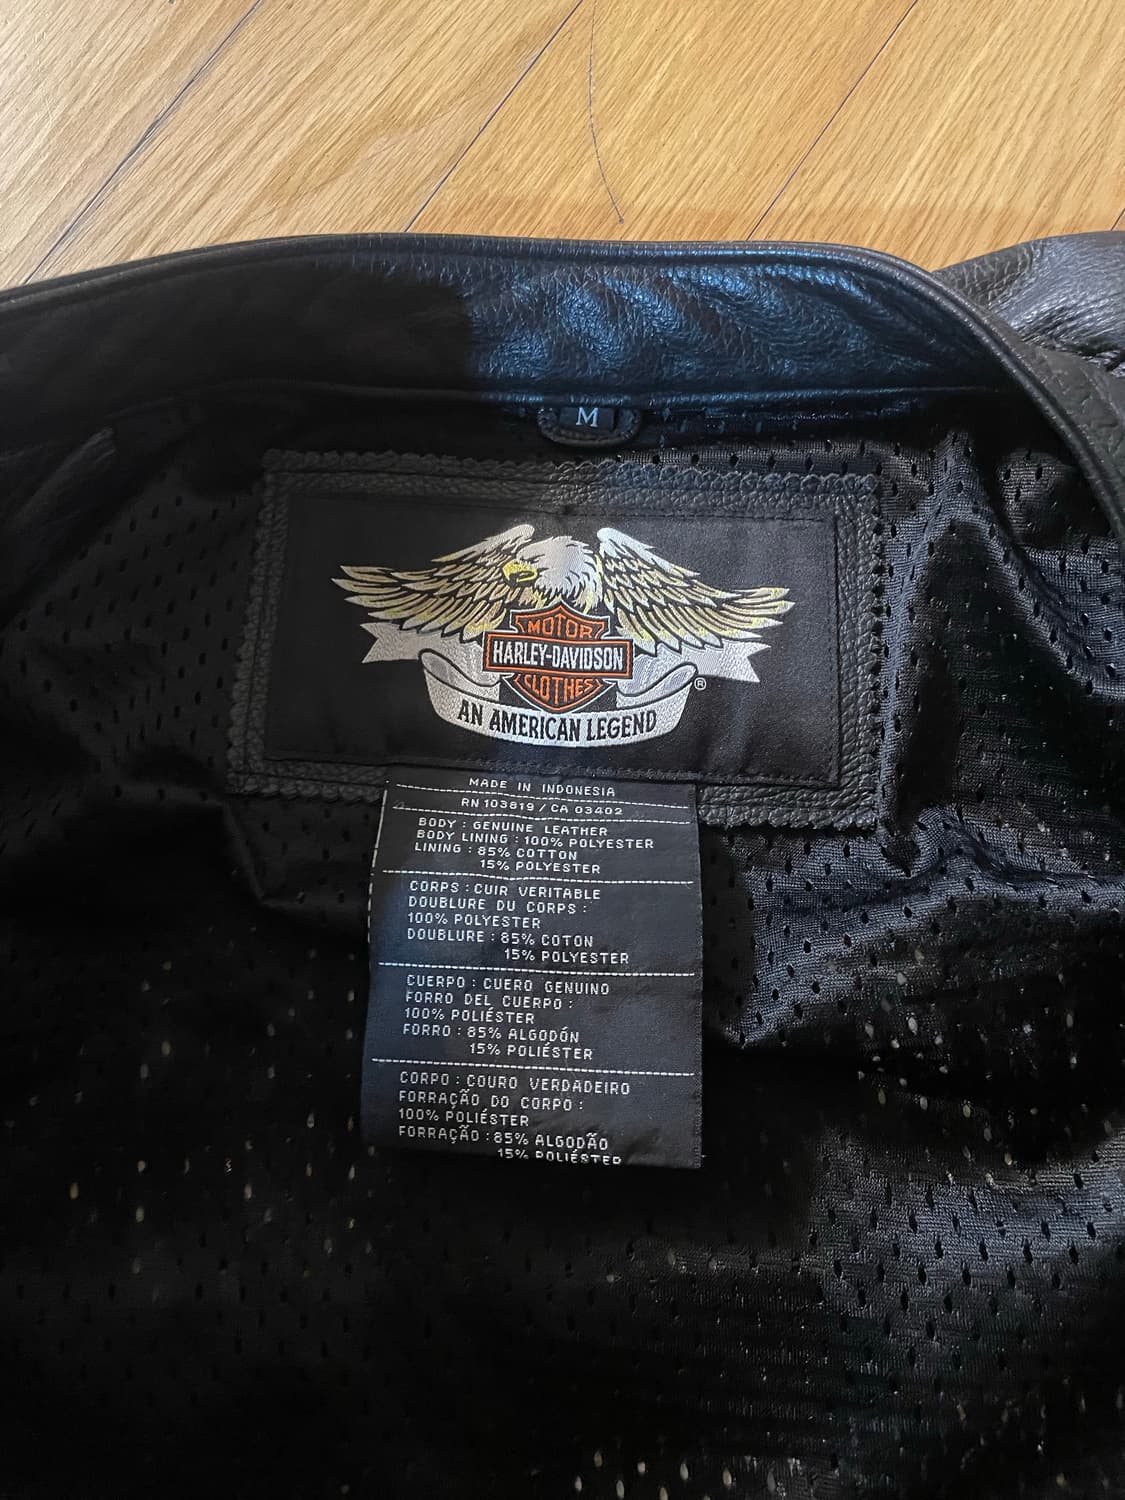 M
MOTOR
HARLEY-DAVIDSON
CLOTHES
®
AN AMERICAN LEGEND
MADE IN INDONESIA
RN 103819 / CA 03402
BODY : GENUINE LEATHER
BODY LINING : 100% POLYESTER
LINING : 85% COTTON
15% POLYESTER
CORPS : CUIR VERITABLE
DOUBLURE DU CORPS :
100% POLYESTER
DOUBLURE : 85% COTON
15% POLYESTER
CUERPO : CUERO GENUINO
FORRO DEL CUERPO :
100% POLIÉSTER
FORRO : 85% ALGODÓN
15% POLIÉSTER
CORPO : COURO VERDADEIRO
FORRAÇÃO DO CORPO :
100% POLIÉSTER
FORRAÇÃO : 85% ALGODÃO
15% POLIÉSTER